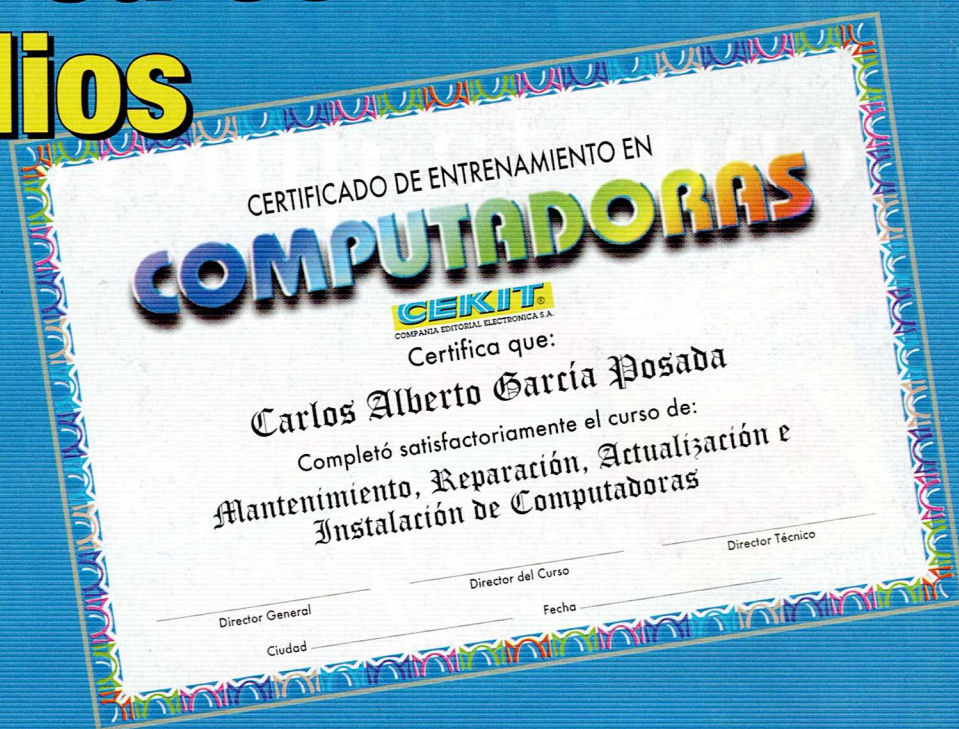 dios
CERTIFICADO DE ENTRENAMIENTO EN
COMPUTADORAS
CEKIT®
COMPAÑIA EDITORIAL ELECTRONICA S.A.
Certifica que:
Carlos Alberto García Posada
Completó satisfactoriamente el curso de:
Mantenimiento, Reparación, Actualización e
Instalación de Computadoras
Director General
Director del Curso
Director Técnico
Ciudad
Fecha